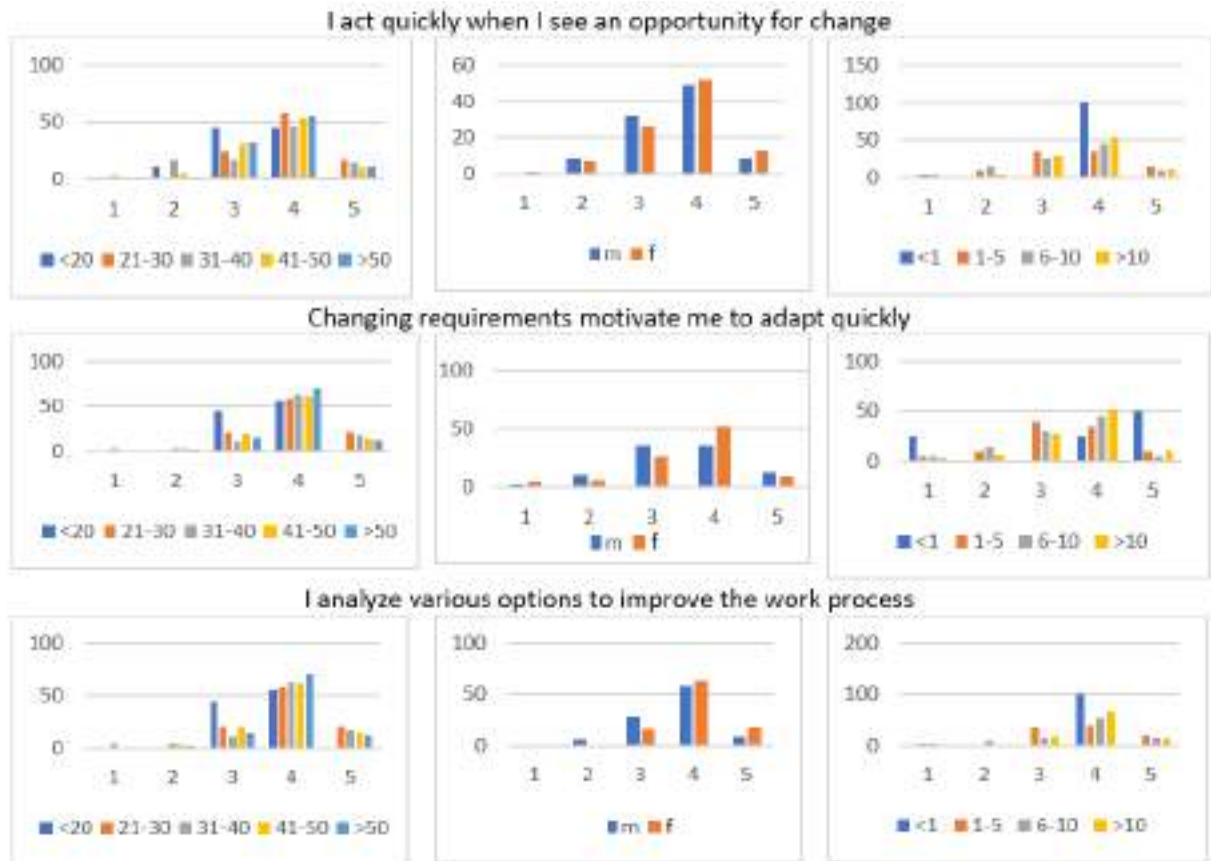 I act quickly when I see an opportunity for change
100
50
0
1 2 3 4 5
<20 21-30 31-40 41-50 >50
60
40
20
0
1 2 3 4 5
m f
150
100
50
0
1 2 3 4 5
<1 1-5 6-10 >10
Changing requirements motivate me to adapt quickly
100
50
0
1 2 3 4 5
<20 21-30 31-40 41-50 >50
100
50
0
1 2 3 4 5
m f
100
50
0
1 2 3 4 5
<1 1-5 6-10 >10
I analyze various options to improve the work process
100
50
0
1 2 3 4 5
<20 21-30 31-40 41-50 >50
100
50
0
1 2 3 4 5
m f
200
100
0
1 2 3 4 5
<1 1-5 6-10 >10